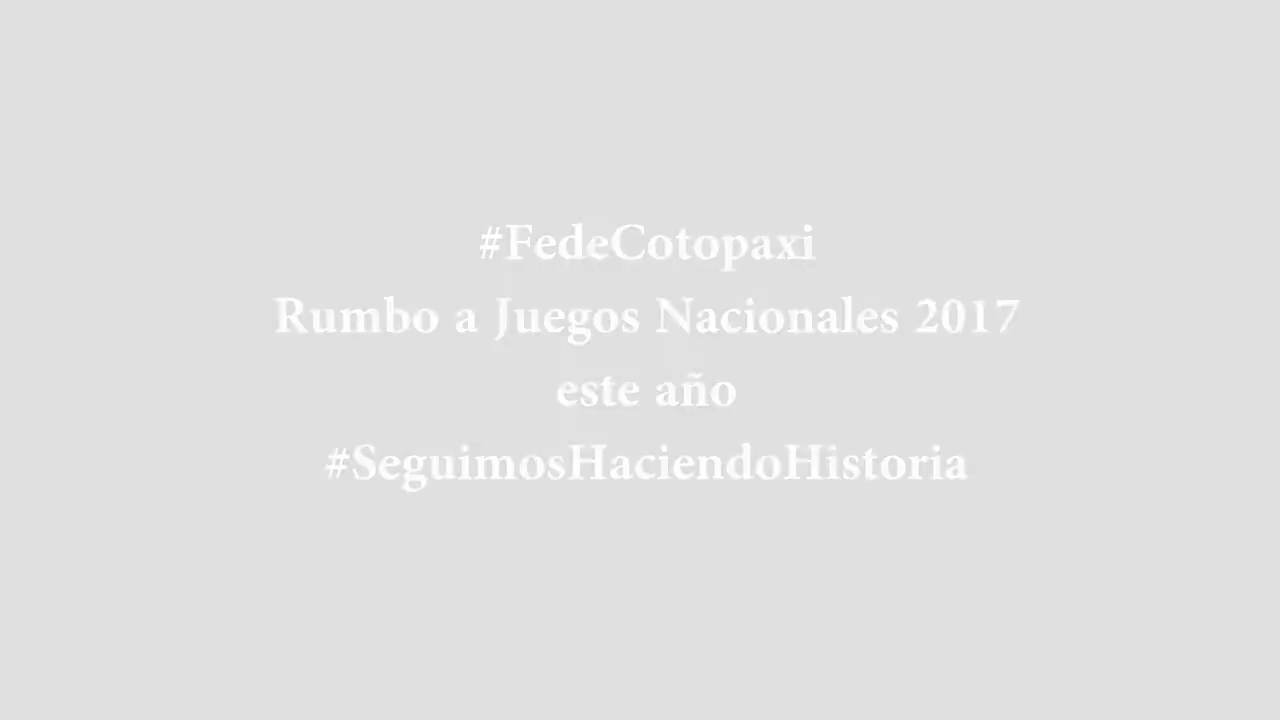 #FedeCotopaxi
Rumbo a Juegos Nacionales 2017
este año
#SeguimosHaciendoHistoria